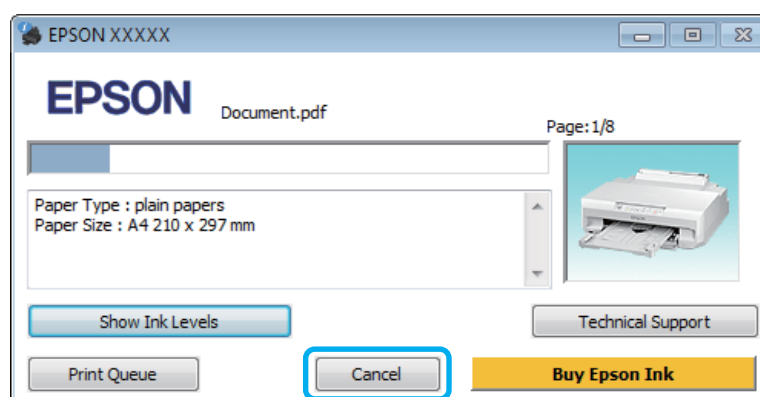 EPSON XXXXX
EPSON
Document.pdf
Page:1/8
Paper Type : plain papers
Paper Size : A4 210 x 297 mm
Show Ink Levels
Technical Support
Print Queue
Cancel
Buy Epson Ink